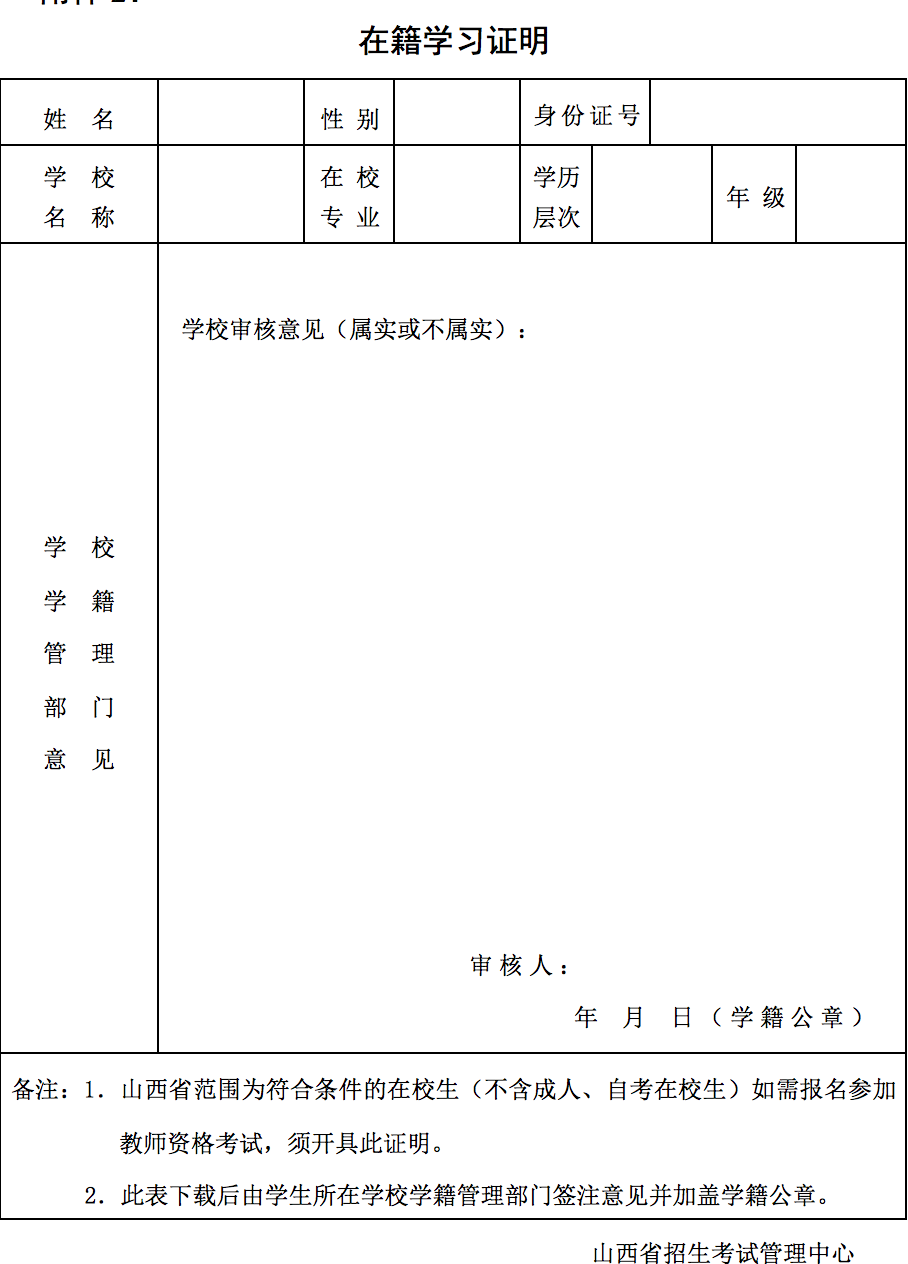 在籍学习证明
姓 名 性 别 身份证号
学 校 在 校 学历 年 级
名 称 专 业 层次
学校审核意见（属实或不属实）：
学 校
学 籍
管 理
部 门
意 见
审核人：
年 月 日（学籍公章）
备注：1．山西省范围为符合条件的在校生（不含成人、自考在校生）如需报名参加
教师资格考试，须开具此证明。
2．此表下载后由学生所在学校学籍管理部门签注意见并加盖学籍公章。
山西省招生考试管理中心